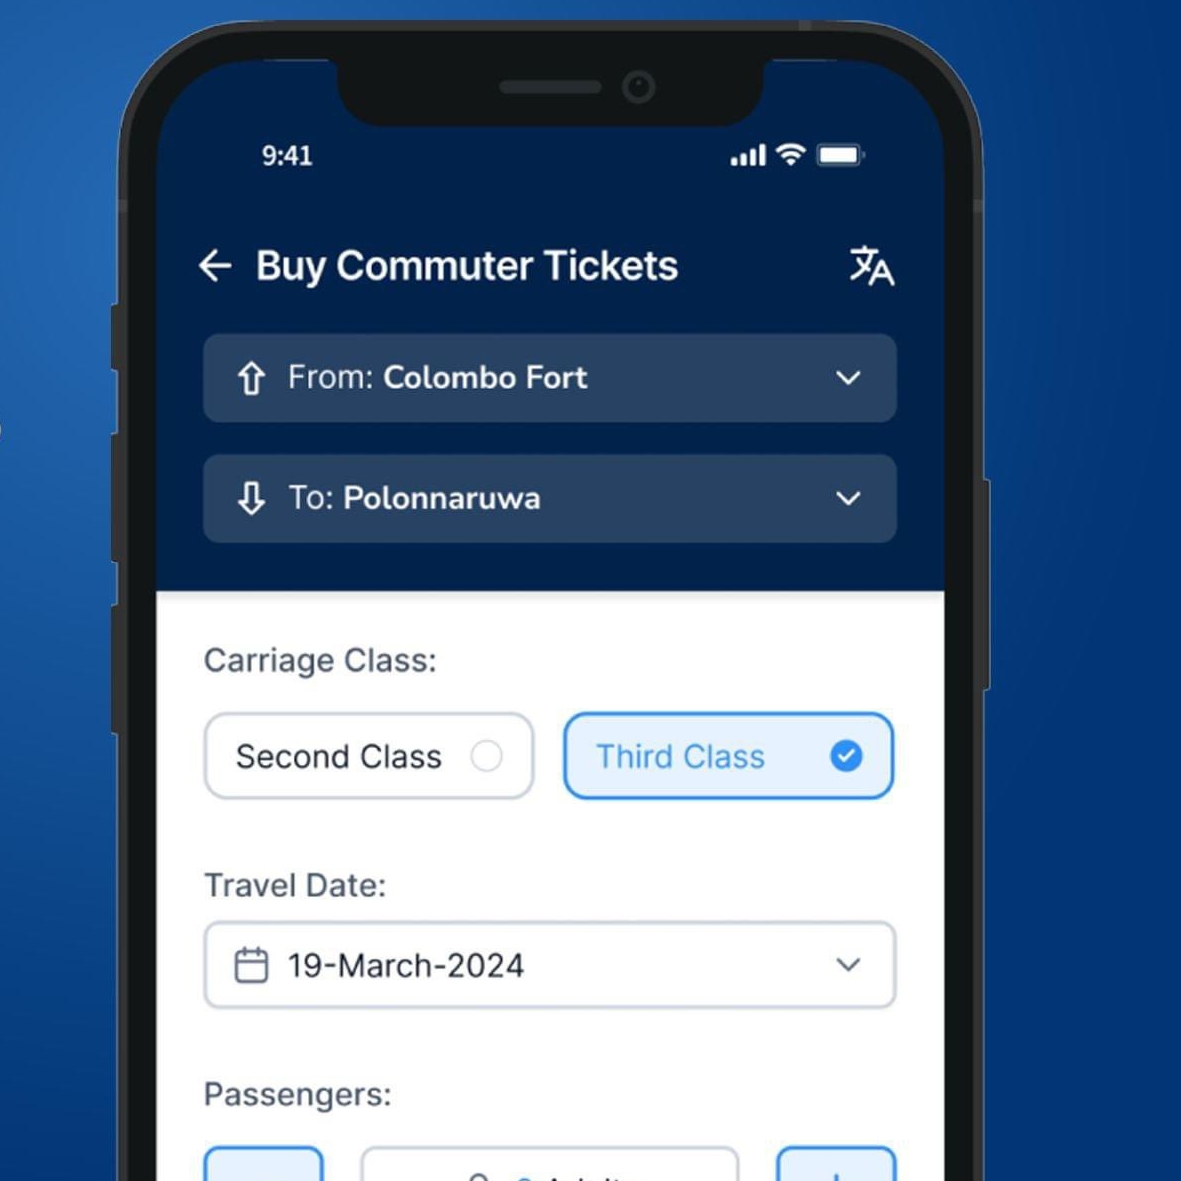 9:41
Buy Commuter Tickets
From: Colombo Fort
To: Polonnaruwa
Carriage Class:
Second Class
Third Class
Travel Date:
19-March-2024
Passengers: